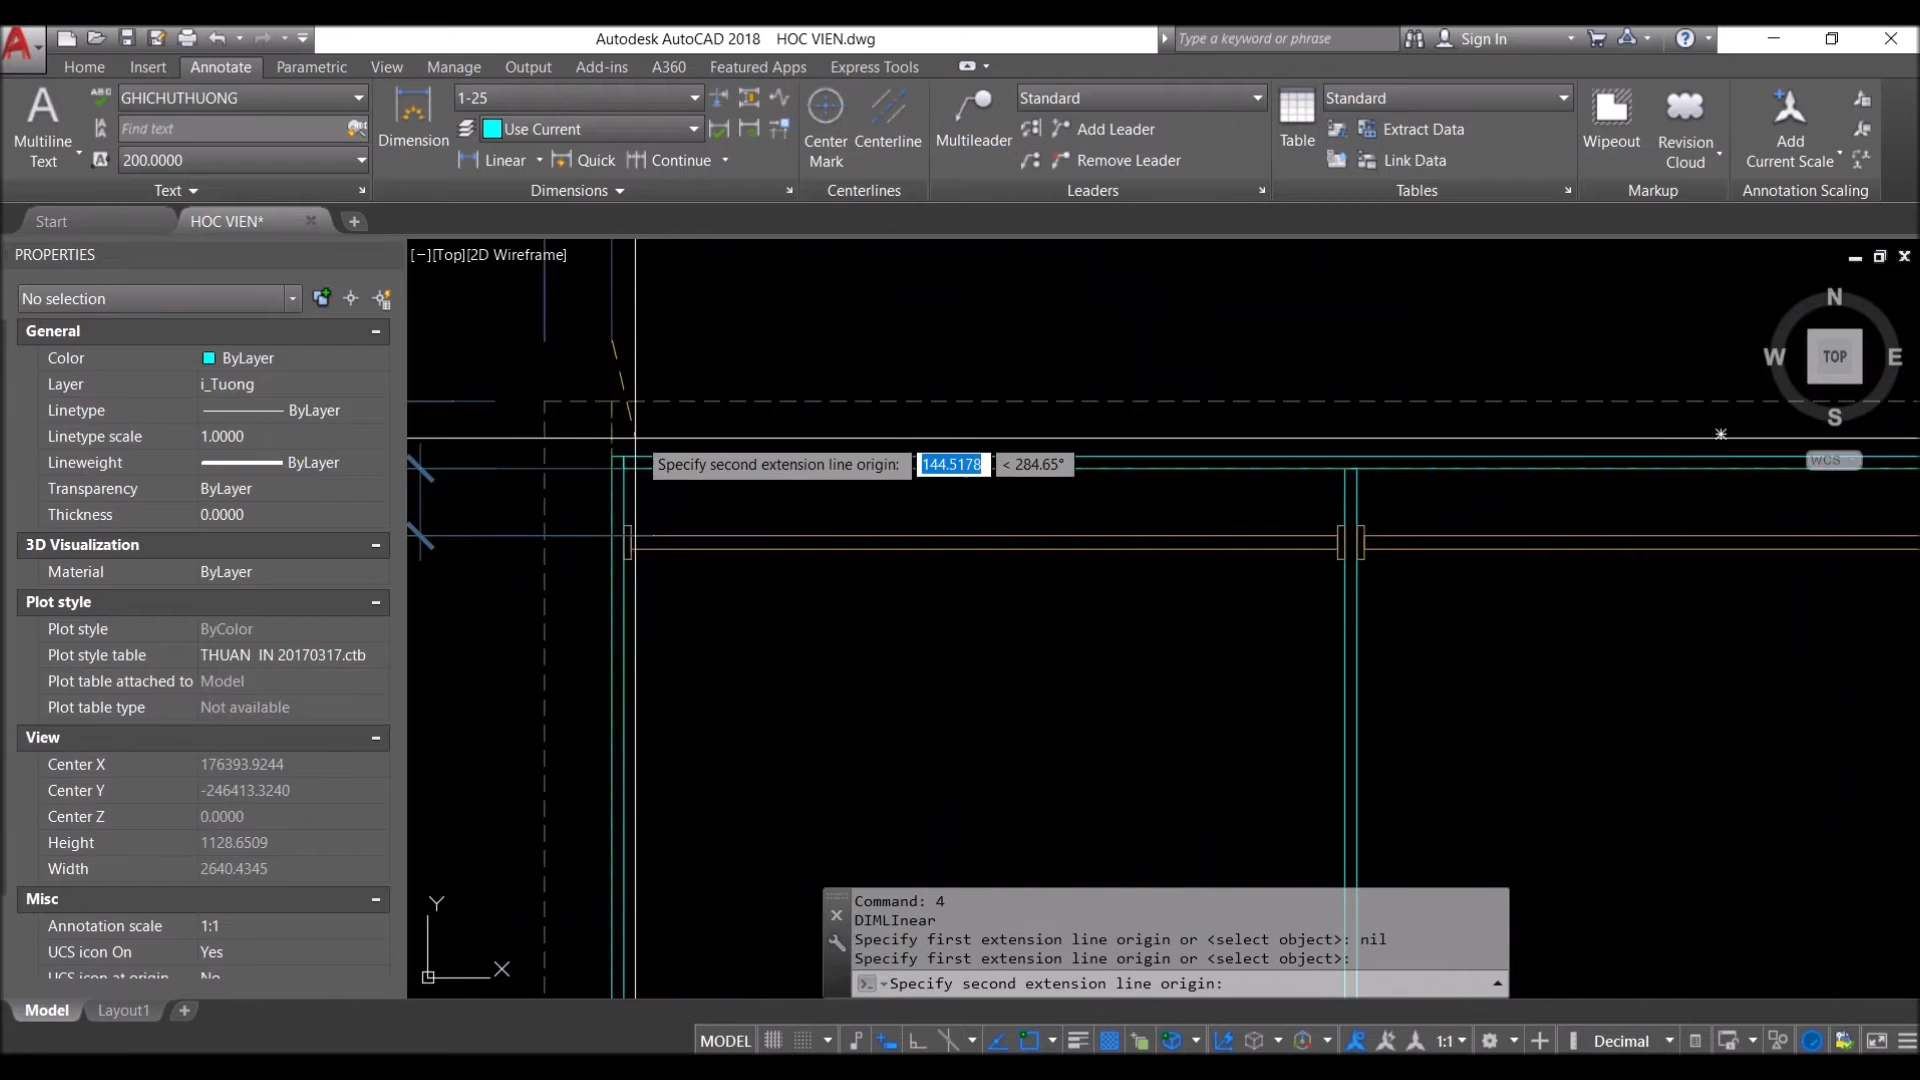 Autodesk AutoCAD 2018 HOC VIEN.dwg
Type a keyword or phrase
Sign In
Home Insert Annotate Parametric View Manage Output Add-ins A360 Featured Apps Express Tools
Multiline Text
GHICHUTHUONG
Find text
200.0000
Text
Dimension
1-25
Use Current
Linear Quick Continue
Dimensions
Center Mark
Centerline
Centerlines
Multileader
Standard
Add Leader
Remove Leader
Leaders
Table
Standard
Extract Data
Link Data
Tables
Wipeout
Revision Cloud
Markup
Add Current Scale
Annotation Scaling
Start
HOC VIEN*
PROPERTIES
No selection
General
Color ByLayer
Layer i_Tuong
Linetype ByLayer
Linetype scale 1.0000
Lineweight ByLayer
Transparency ByLayer
Thickness 0.0000
3D Visualization
Material ByLayer
Plot style
Plot style ByColor
Plot style table THUAN IN 20170317.ctb
Plot table attached to Model
Plot table type Not available
View
Center X 176393.9244
Center Y -246413.3240
Center Z 0.0000
Height 1128.6509
Width 2640.4345
Misc
Annotation scale 1:1
UCS icon On Yes
UCS icon at origin No
[−][Top][2D Wireframe]
N
W TOP E
S
WCS
Specify second extension line origin: 144.5178 < 284.65°
Y
X
Command: 4
DIMLInear
Specify first extension line origin or <select object>: nil
Specify first extension line origin or <select object>:
Specify second extension line origin:
Model Layout1
MODEL 1:1 Decimal